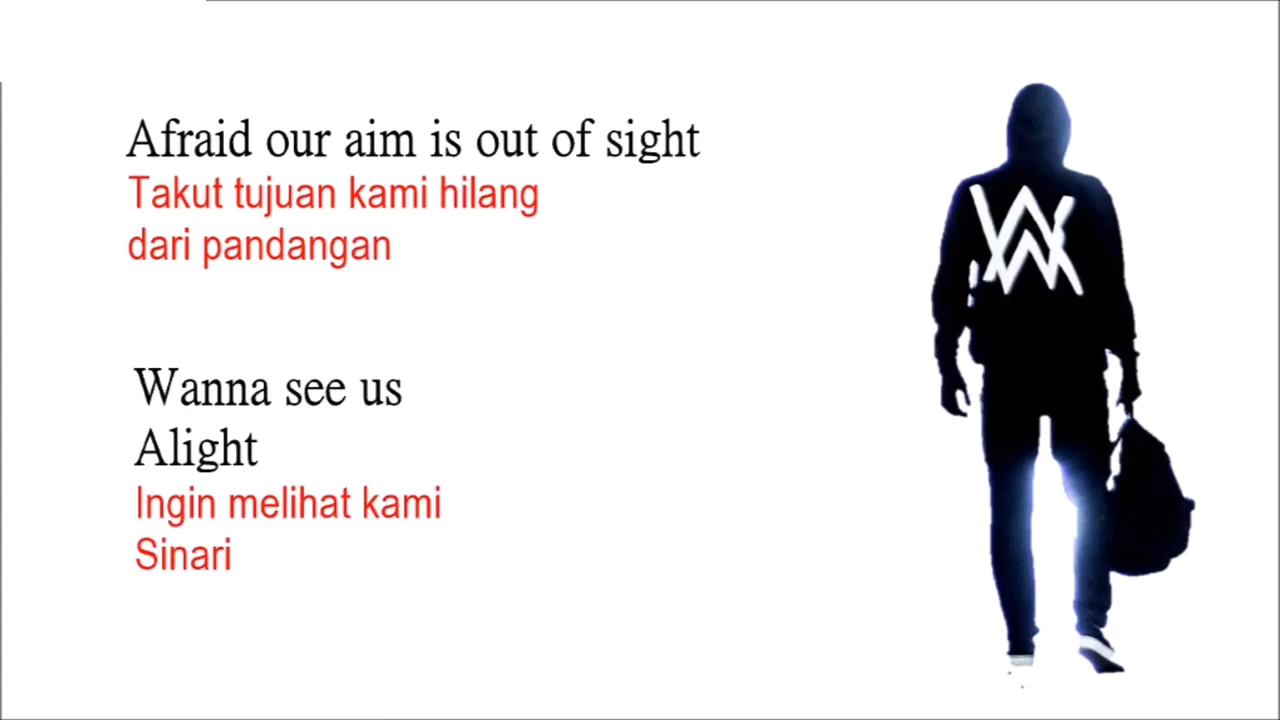 Afraid our aim is out of sight
Takut tujuan kami hilang
dari pandangan
Wanna see us
Alight
Ingin melihat kami
Sinari